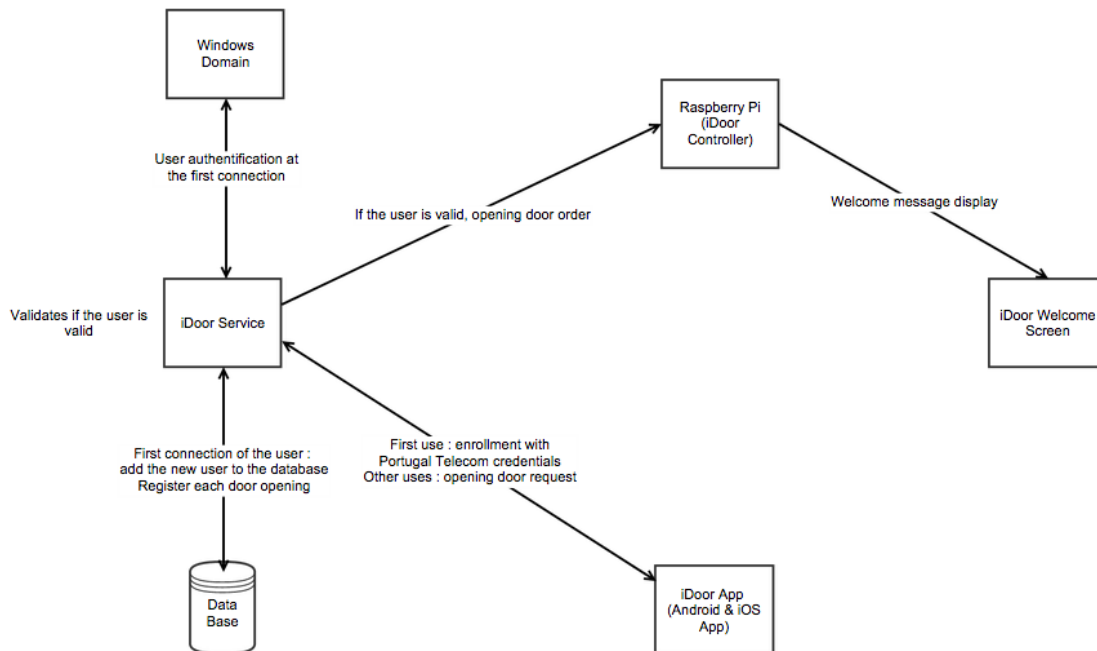 Windows
Domain
Raspberry Pi
(iDoor
Controller)
User authentification at
the first connection
If the user is valid, opening door order
Welcome message display
Validates if the user is
valid
iDoor Service
iDoor Welcome
Screen
First connection of the user :
add the new user to the database
Register each door opening
First use : enrollment with
Portugal Telecom credentials
Other uses : opening door request
Data
Base
iDoor App
(Android & iOS
App)